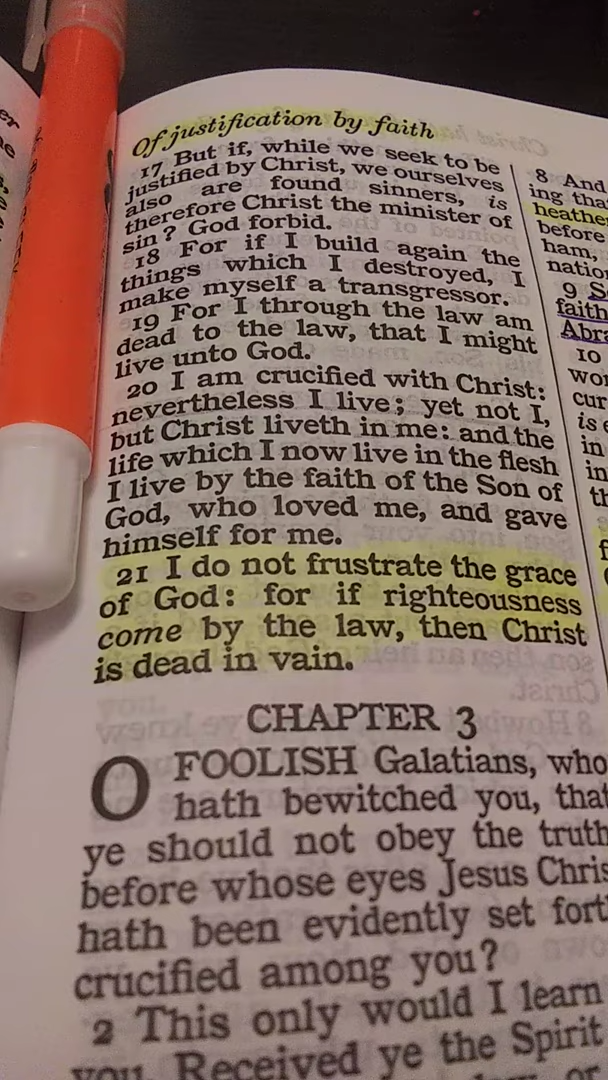 Of justification by faith
17 But if, while we seek to be
justified by Christ, we ourselves
also are found sinners, is
therefore Christ the minister of
sin? God forbid.
18 For if I build again the
things which I destroyed, I
make myself a transgressor.
19 For I through the law am
dead to the law, that I might
live unto God.
20 I am crucified with Christ:
nevertheless I live; yet not I,
but Christ liveth in me: and the
life which I now live in the flesh
I live by the faith of the Son of
God, who loved me, and gave
himself for me.
21 I do not frustrate the grace
of God: for if righteousness
come by the law, then Christ
is dead in vain.
CHAPTER 3
O FOOLISH Galatians, who
hath bewitched you, that
ye should not obey the truth
before whose eyes Jesus Chris
hath been evidently set fort
crucified among you?
2 This only would I learn
you, Received ye the Spirit
8 And
ing tha
heathe
before
ham,
natio
9 S
faith
Abra
10
wo
cur
is
in
in
th